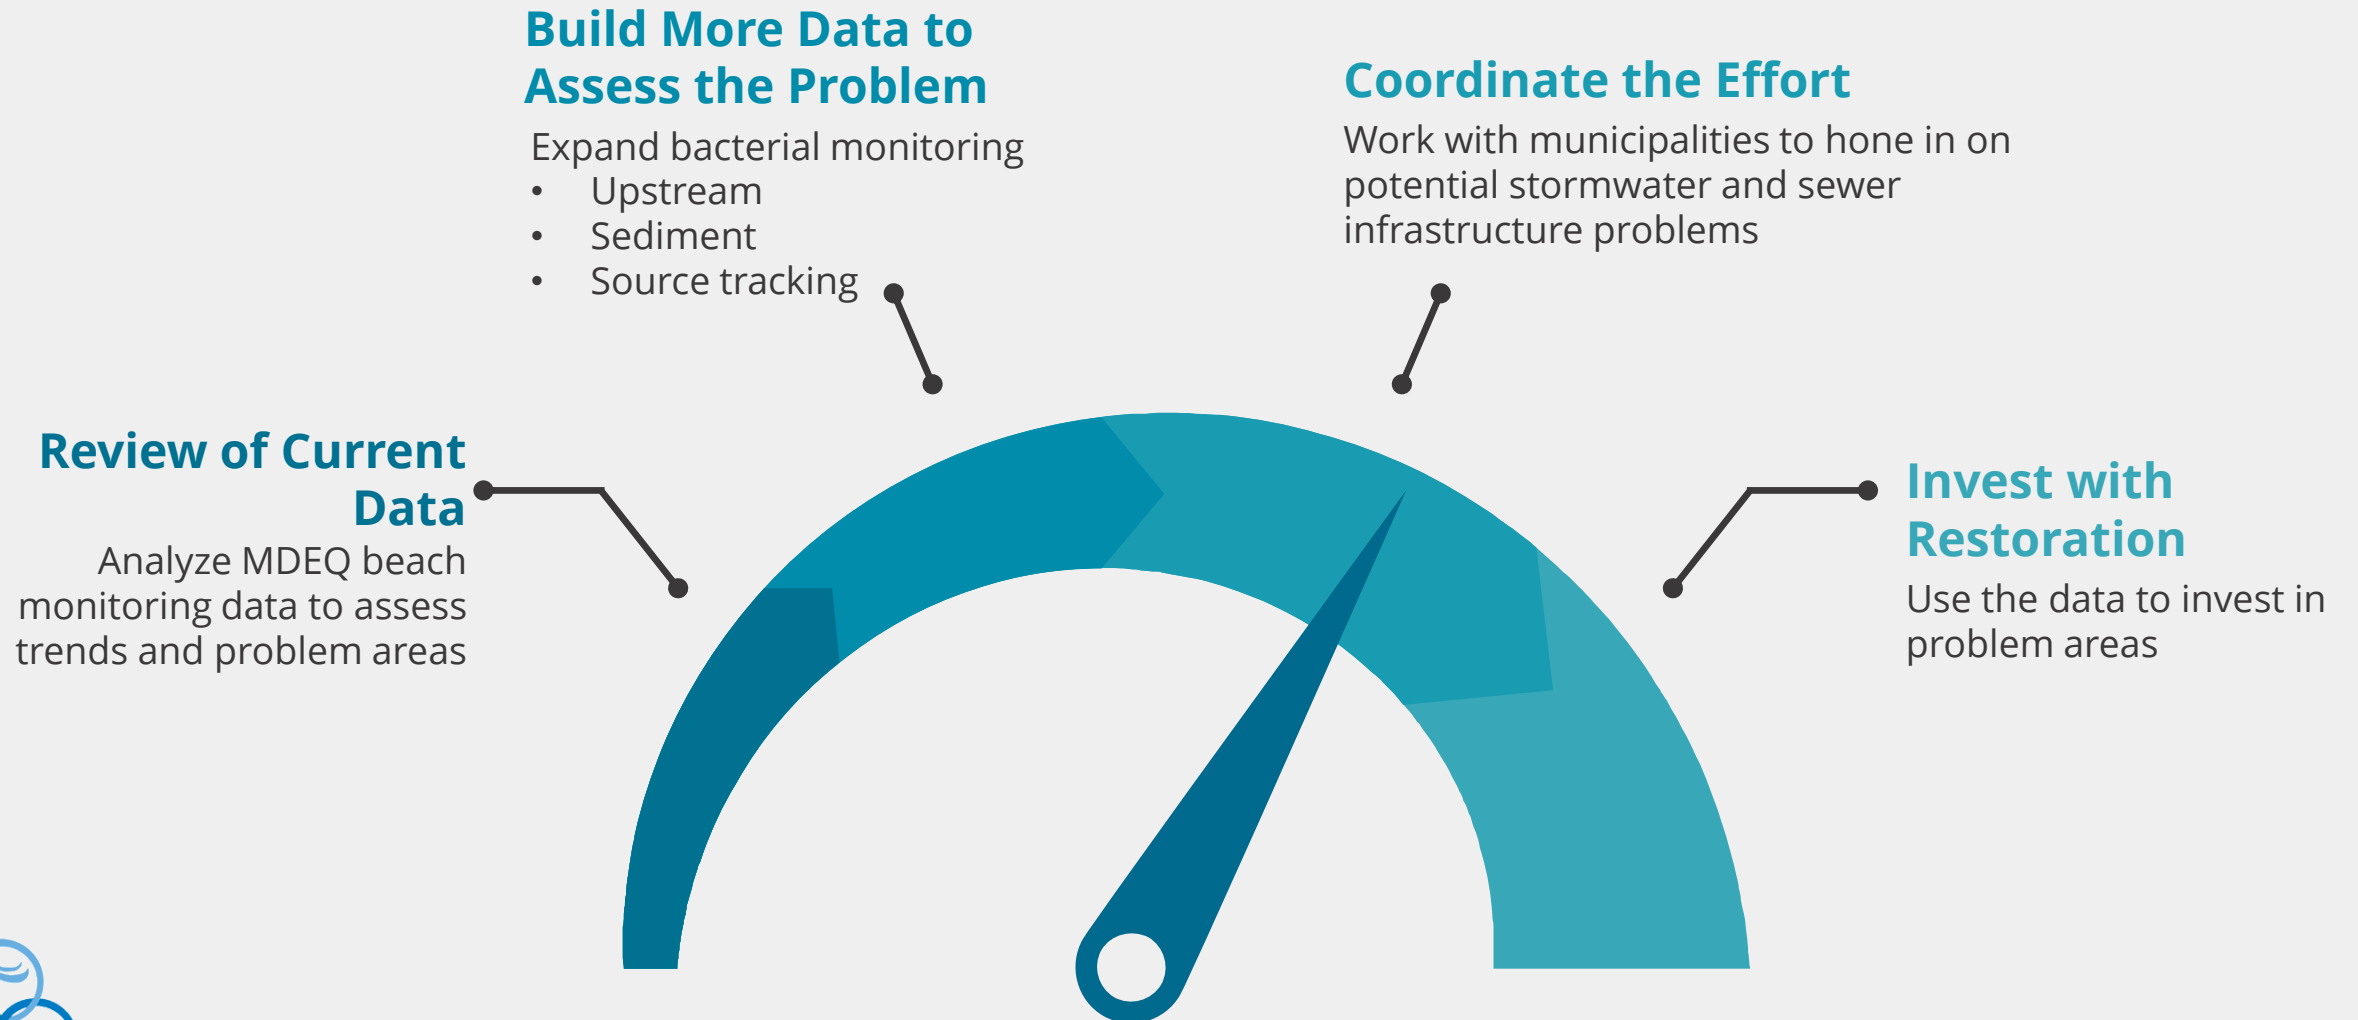 Build More Data to
Assess the Problem
Expand bacterial monitoring
• Upstream
• Sediment
• Source tracking
Coordinate the Effort
Work with municipalities to hone in on
potential stormwater and sewer
infrastructure problems
Review of Current
Data
Analyze MDEQ beach
monitoring data to assess
trends and problem areas
Invest with
Restoration
Use the data to invest in
problem areas